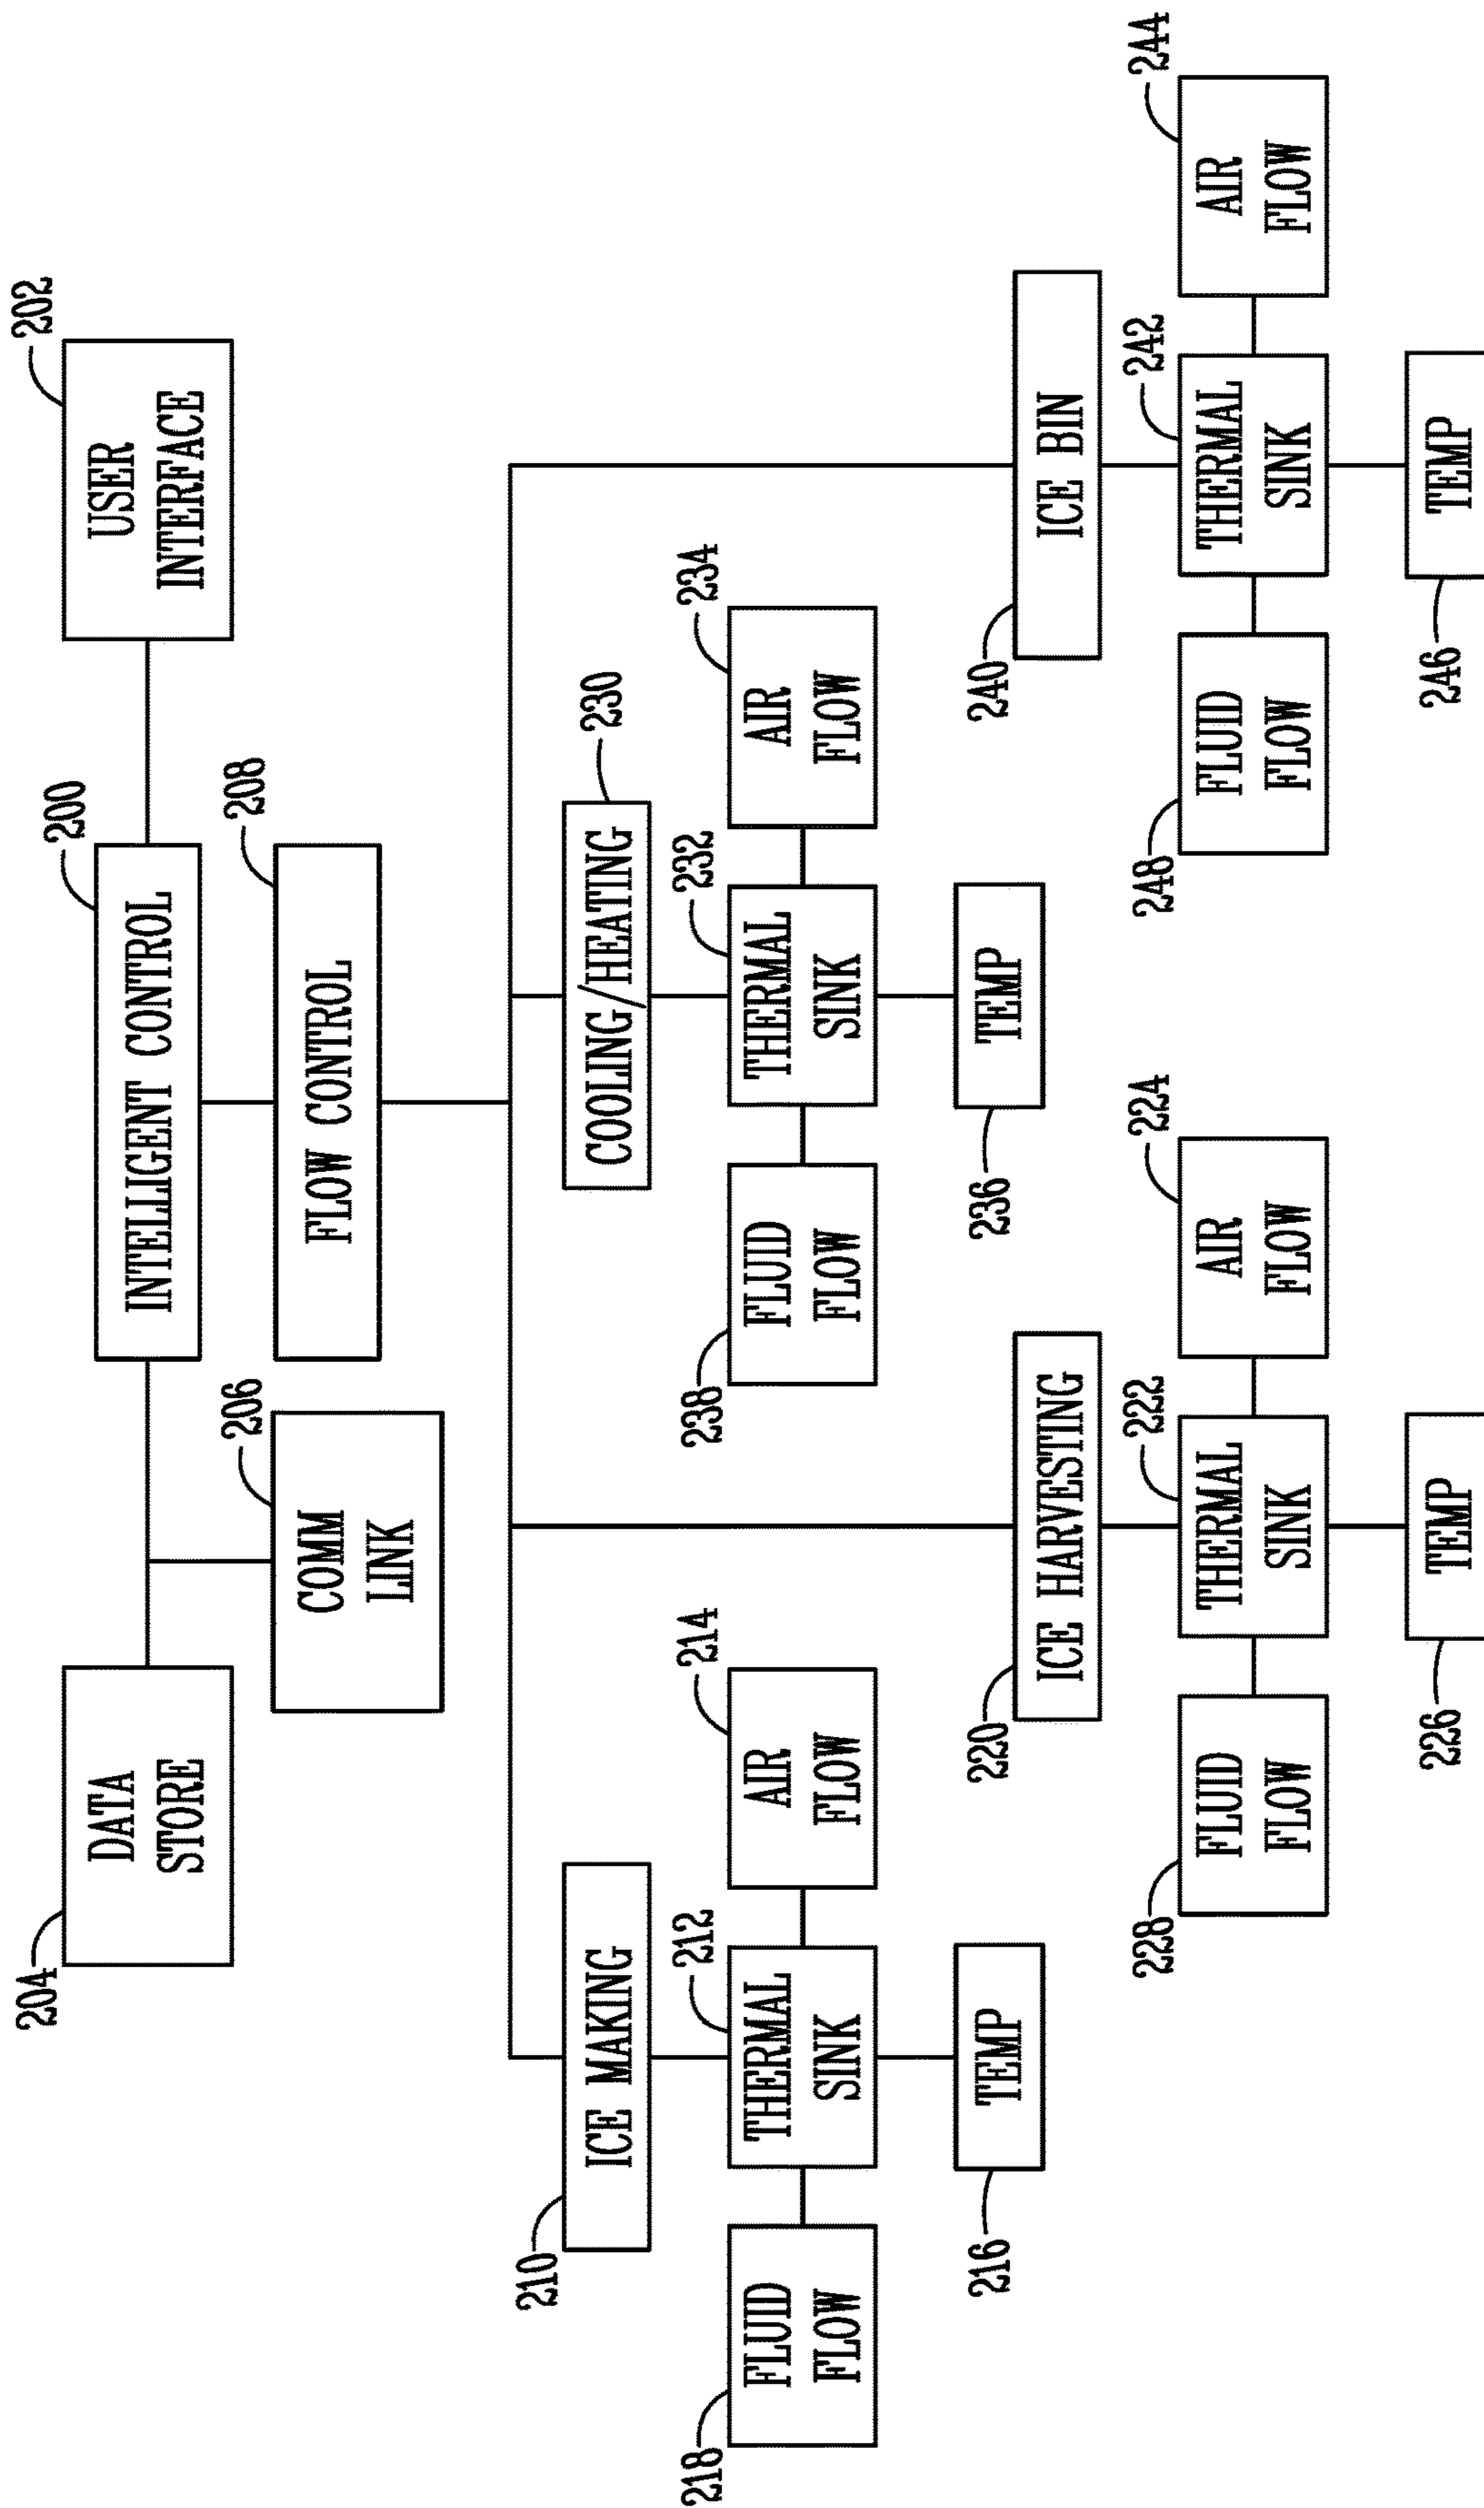 200
INTELLIGENT CONTROL
202
USER
INTERFACE
204
DATA
STORE
206
COMM
LINK
208
FLOW CONTROL
210
ICE MAKING
212
THERMAL
SINK
214
AIR
FLOW
218
FLUID
FLOW
216
TEMP
220
ICE HARVESTING
222
THERMAL
SINK
224
AIR
FLOW
228
FLUID
FLOW
226
TEMP
230
COOLING/HEATING
232
THERMAL
SINK
234
AIR
FLOW
238
FLUID
FLOW
236
TEMP
240
ICE BIN
242
THERMAL
SINK
244
AIR
FLOW
248
FLUID
FLOW
246
TEMP